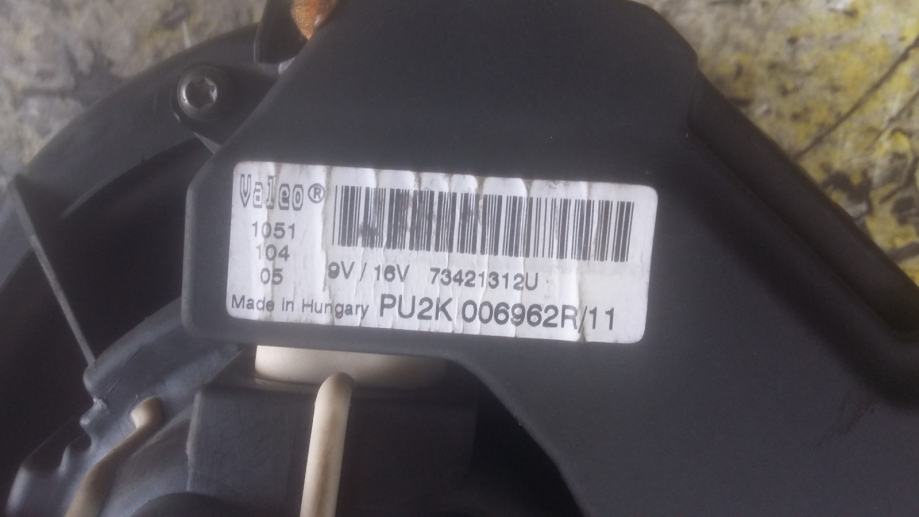 Valeo®
1051
104
05
9V / 16V 73421312U
Made in Hungary PU2K 006962R/11